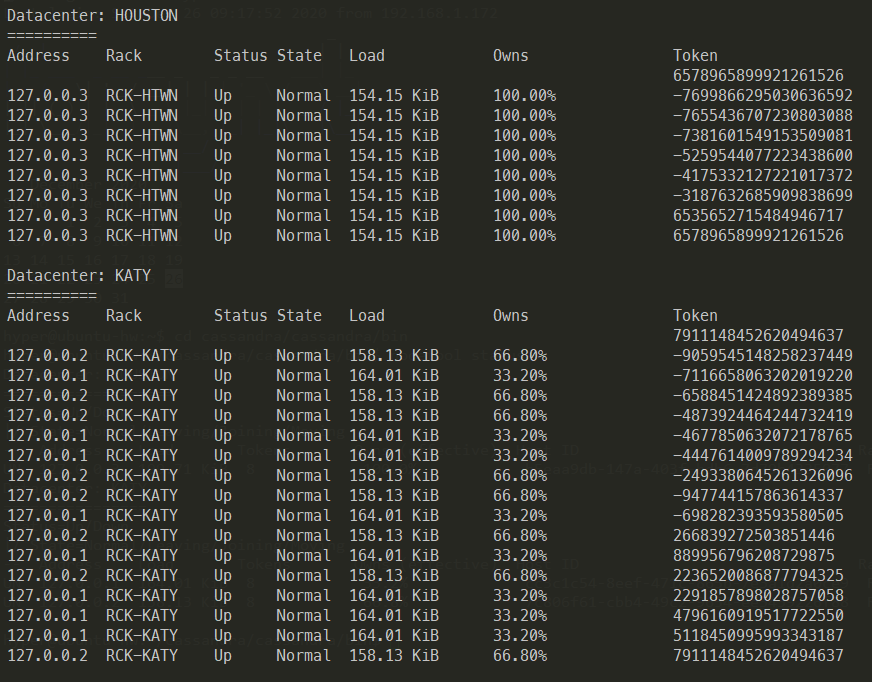 Datacenter: HOUSTON
==========
Address Rack Status State Load Owns Token
6578965899921261526
127.0.0.3 RCK-HTWN Up Normal 154.15 KiB 100.00% -7699866295030636592
127.0.0.3 RCK-HTWN Up Normal 154.15 KiB 100.00% -7655436707230803088
127.0.0.3 RCK-HTWN Up Normal 154.15 KiB 100.00% -7381601549153509081
127.0.0.3 RCK-HTWN Up Normal 154.15 KiB 100.00% -5259544077223438600
127.0.0.3 RCK-HTWN Up Normal 154.15 KiB 100.00% -4175332127221017372
127.0.0.3 RCK-HTWN Up Normal 154.15 KiB 100.00% -3187632685909838699
127.0.0.3 RCK-HTWN Up Normal 154.15 KiB 100.00% 6535652715484946717
127.0.0.3 RCK-HTWN Up Normal 154.15 KiB 100.00% 6578965899921261526
Datacenter: KATY
==========
Address Rack Status State Load Owns Token
7911148452620494637
127.0.0.2 RCK-KATY Up Normal 158.13 KiB 66.80% -9059545148258237449
127.0.0.1 RCK-KATY Up Normal 164.01 KiB 33.20% -7116658063202019220
127.0.0.2 RCK-KATY Up Normal 158.13 KiB 66.80% -6588451424892389385
127.0.0.2 RCK-KATY Up Normal 158.13 KiB 66.80% -4873924464244732419
127.0.0.1 RCK-KATY Up Normal 164.01 KiB 33.20% -4677850632072178765
127.0.0.1 RCK-KATY Up Normal 164.01 KiB 33.20% -4447614009789294234
127.0.0.2 RCK-KATY Up Normal 158.13 KiB 66.80% -2493380645261326096
127.0.0.2 RCK-KATY Up Normal 158.13 KiB 66.80% -947744157863614337
127.0.0.1 RCK-KATY Up Normal 164.01 KiB 33.20% -698282393593580505
127.0.0.2 RCK-KATY Up Normal 158.13 KiB 66.80% 266839272503851446
127.0.0.1 RCK-KATY Up Normal 164.01 KiB 33.20% 889956796208729875
127.0.0.2 RCK-KATY Up Normal 158.13 KiB 66.80% 2236520086877794325
127.0.0.1 RCK-KATY Up Normal 164.01 KiB 33.20% 2291857898028757058
127.0.0.1 RCK-KATY Up Normal 164.01 KiB 33.20% 4796160919517722550
127.0.0.1 RCK-KATY Up Normal 164.01 KiB 33.20% 5118450995993343187
127.0.0.2 RCK-KATY Up Normal 158.13 KiB 66.80% 7911148452620494637